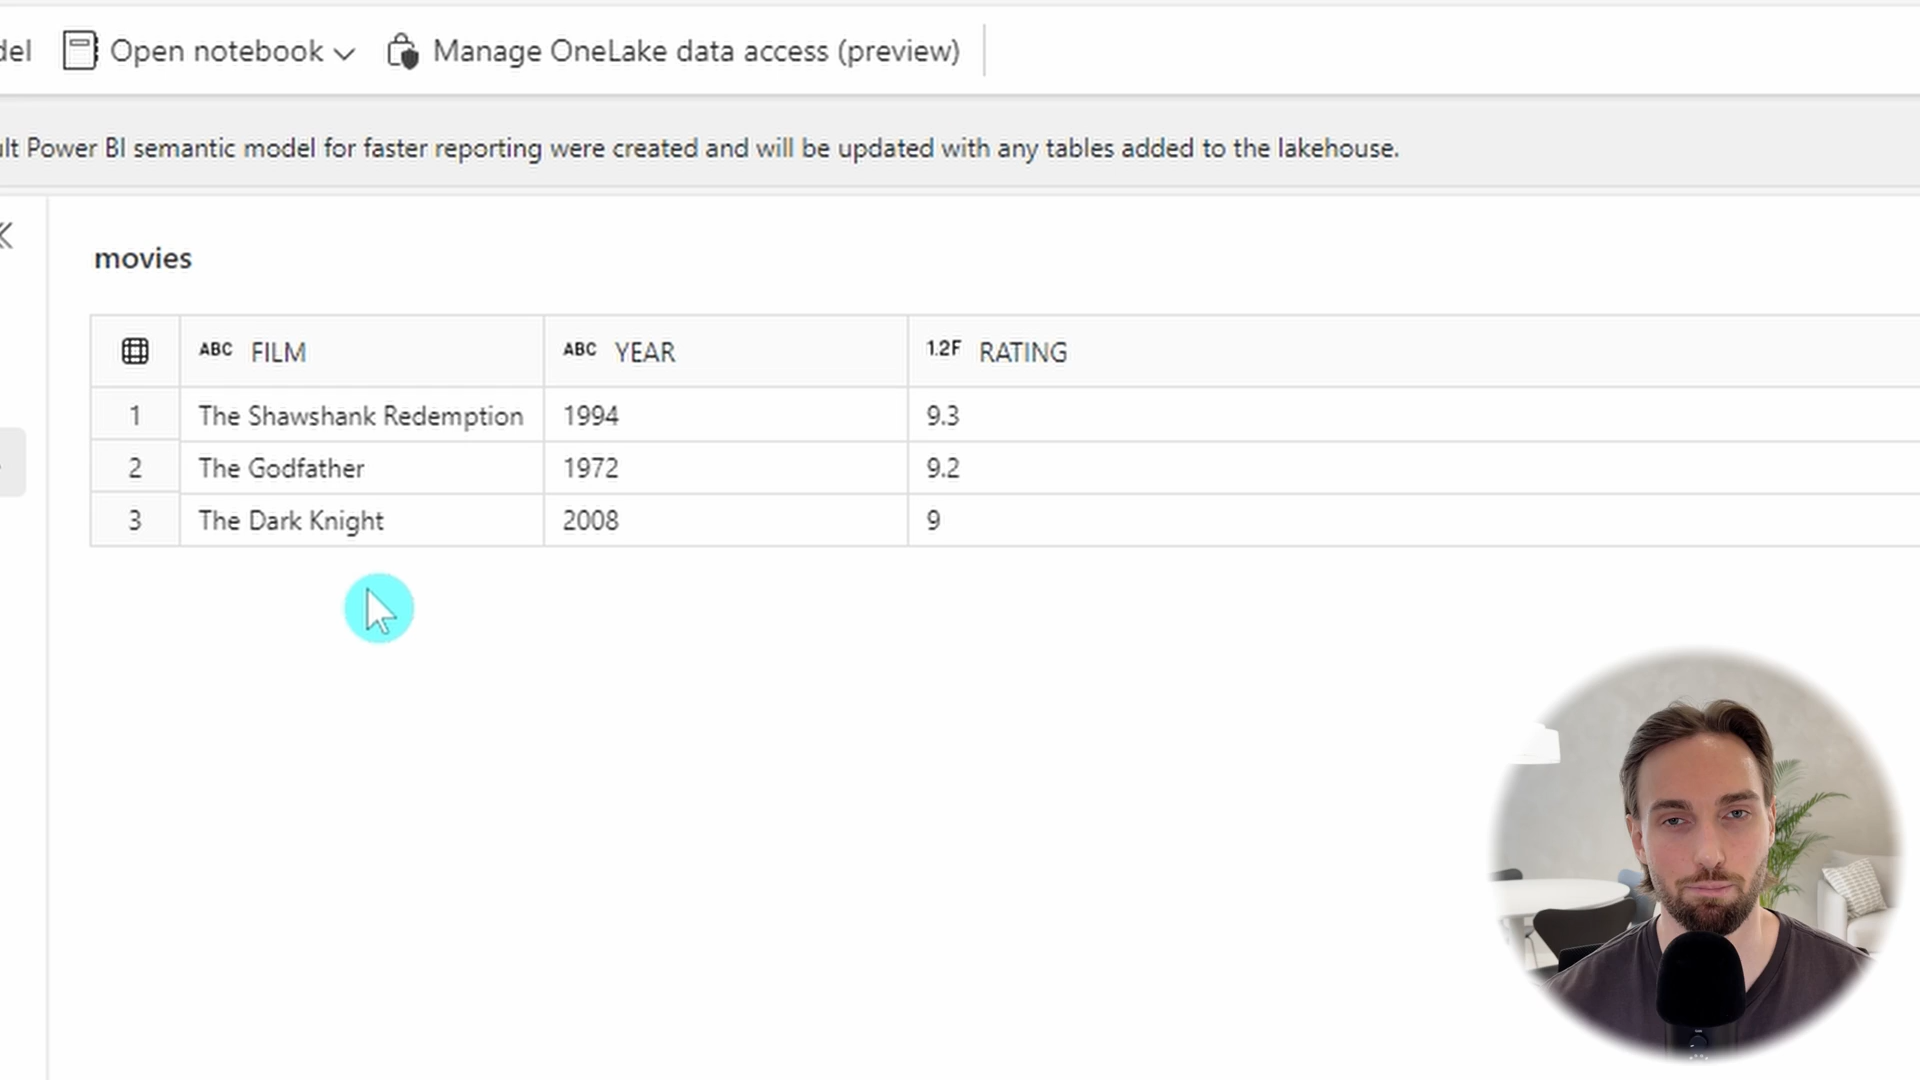 del Open notebook Manage OneLake data access (preview)
ult Power BI semantic model for faster reporting were created and will be updated with any tables added to the lakehouse.
movies
ABC FILM ABC YEAR 1.2F RATING
1 The Shawshank Redemption 1994 9.3
2 The Godfather 1972 9.2
3 The Dark Knight 2008 9